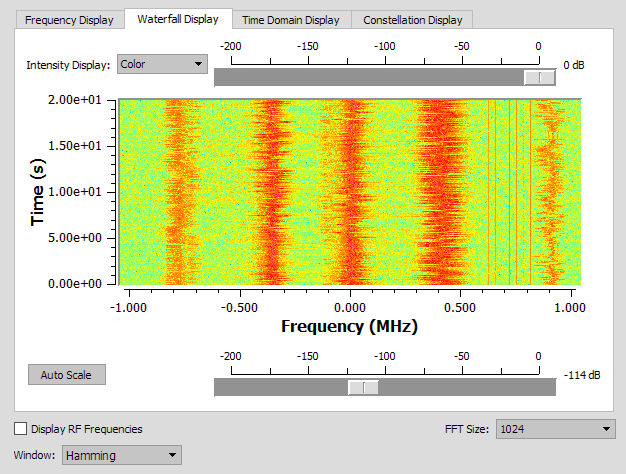 Frequency Display Waterfall Display Time Domain Display Constellation Display
-200 -150 -100 -50 0
Intensity Display: Color 0 dB
Time (s)
2.00e+01
1.50e+01
1.00e+01
5.00e+00
0.00e+00
-1.000 -0.500 0.000 0.500 1.000
Frequency (MHz)
-200 -150 -100 -50 0
Auto Scale -114 dB
Display RF Frequencies FFT Size: 1024
Window: Hamming